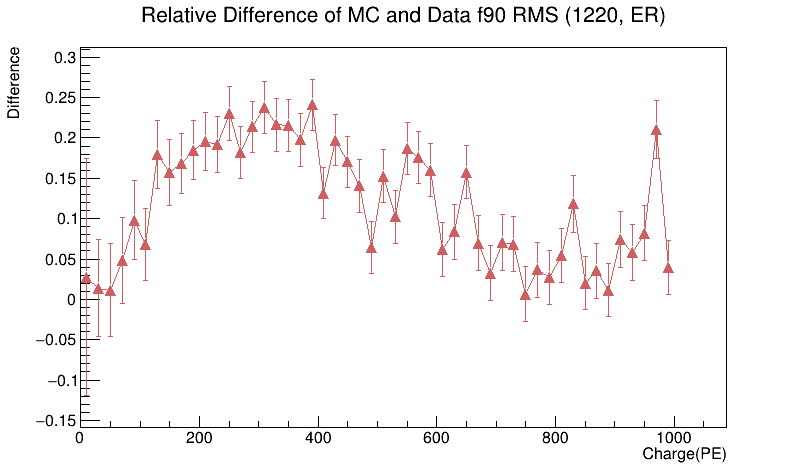 Relative Difference of MC and Data f90 RMS (1220, ER)
Difference
0.3
0.25
0.2
0.15
0.1
0.05
0
−0.05
−0.1
−0.15
0 200 400 600 800 1000
Charge(PE)